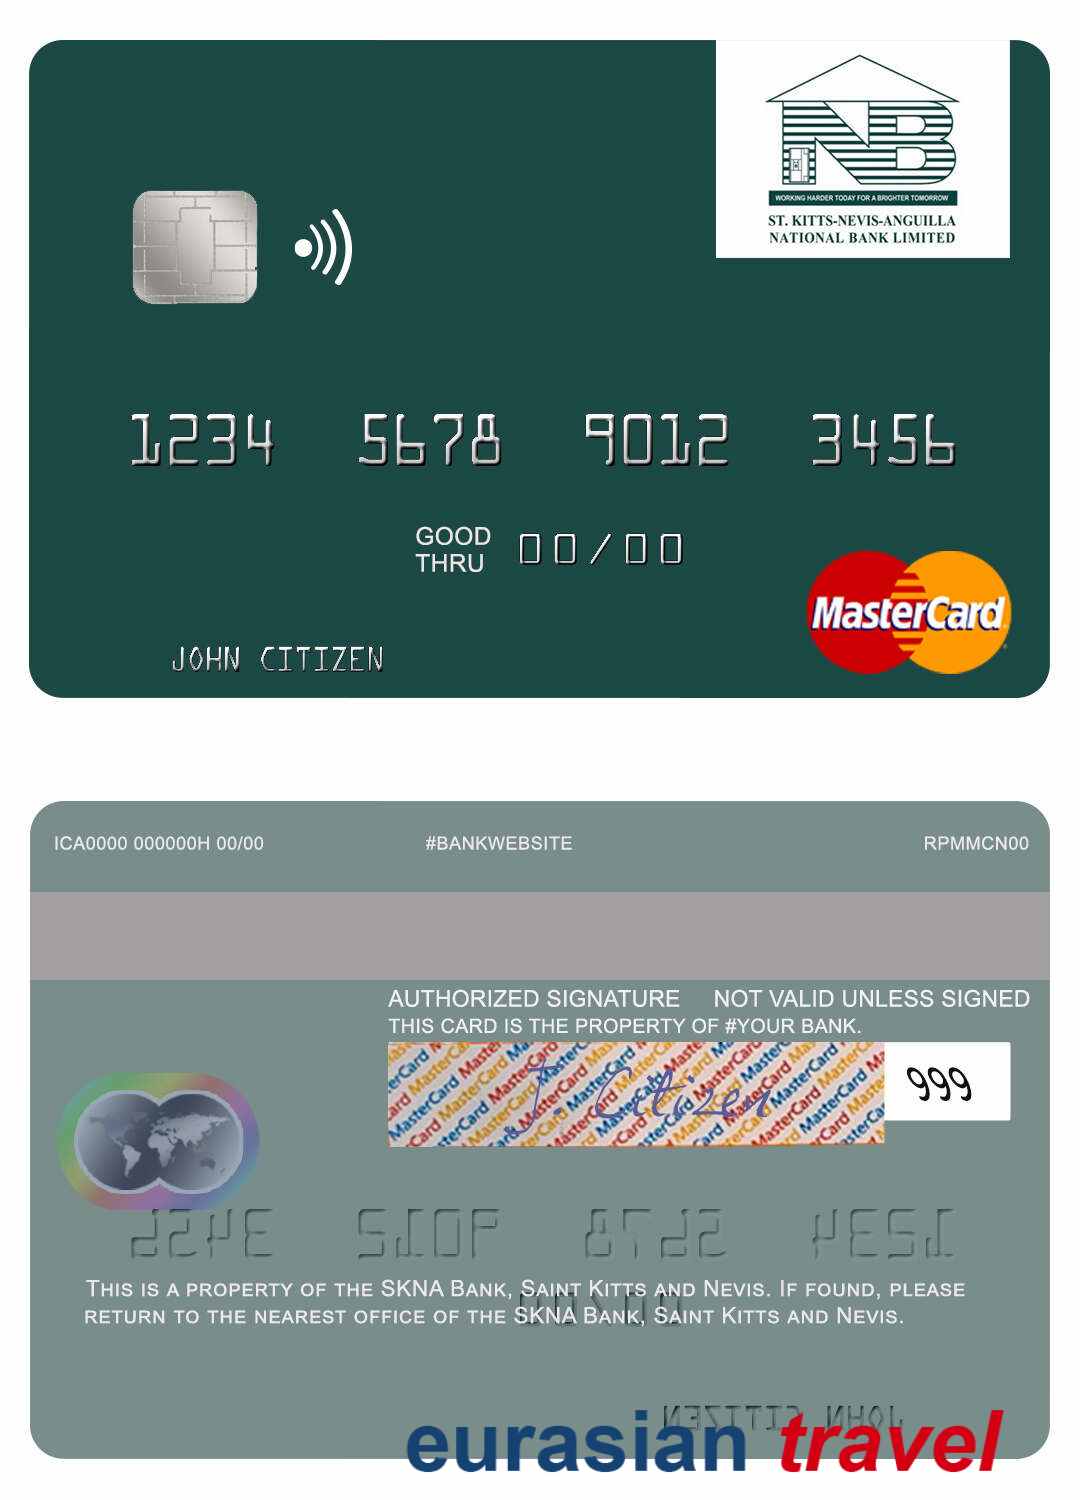 WORKING HARDER TODAY FOR A BRIGHTER TOMORROW
ST. KITTS-NEVIS-ANGUILLA
NATIONAL BANK LIMITED
1234 5678 9012 3456
GOOD
THRU 00/00
MasterCard
JOHN CITIZEN
ICA0000 000000H 00/00 #BANKWEBSITE RPMMCN00
AUTHORIZED SIGNATURE NOT VALID UNLESS SIGNED
THIS CARD IS THE PROPERTY OF #YOUR BANK.
J. Citizen 999
THIS IS A PROPERTY OF THE SKNA BANK, SAINT KITTS AND NEVIS. IF FOUND, PLEASE
RETURN TO THE NEAREST OFFICE OF THE SKNA BANK, SAINT KITTS AND NEVIS.
eurasian travel